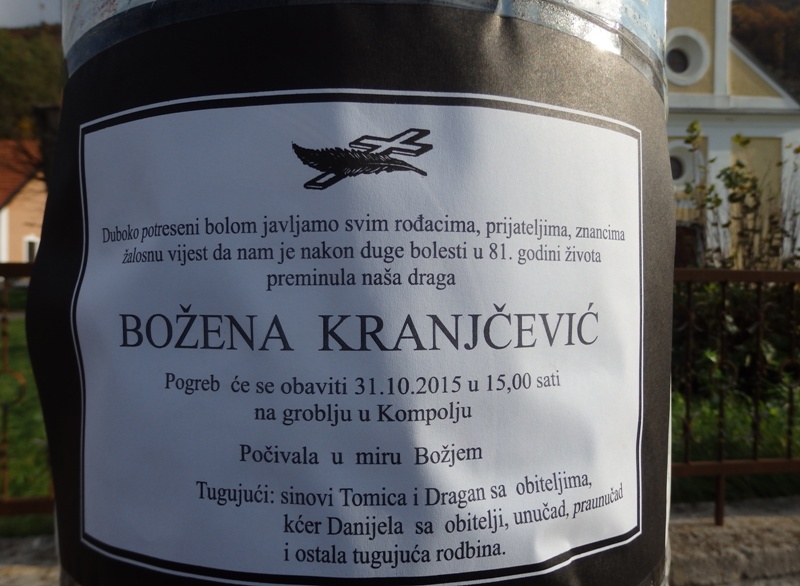 Duboko potreseni bolom javljamo svim rođacima, prijateljima, znancima
žalosnu vijest da nam je nakon duge bolesti u 81. godini života
preminula naša draga
BOŽENA KRANJČEVIĆ
Pogreb će se obaviti 31.10.2015 u 15,00 sati
na groblju u Kompolju
Počivala u miru Božjem
Tugujući: sinovi Tomica i Dragan sa obiteljima,
kćer Danijela sa obitelji, unučad, praunučad
i ostala tugujuća rodbina.